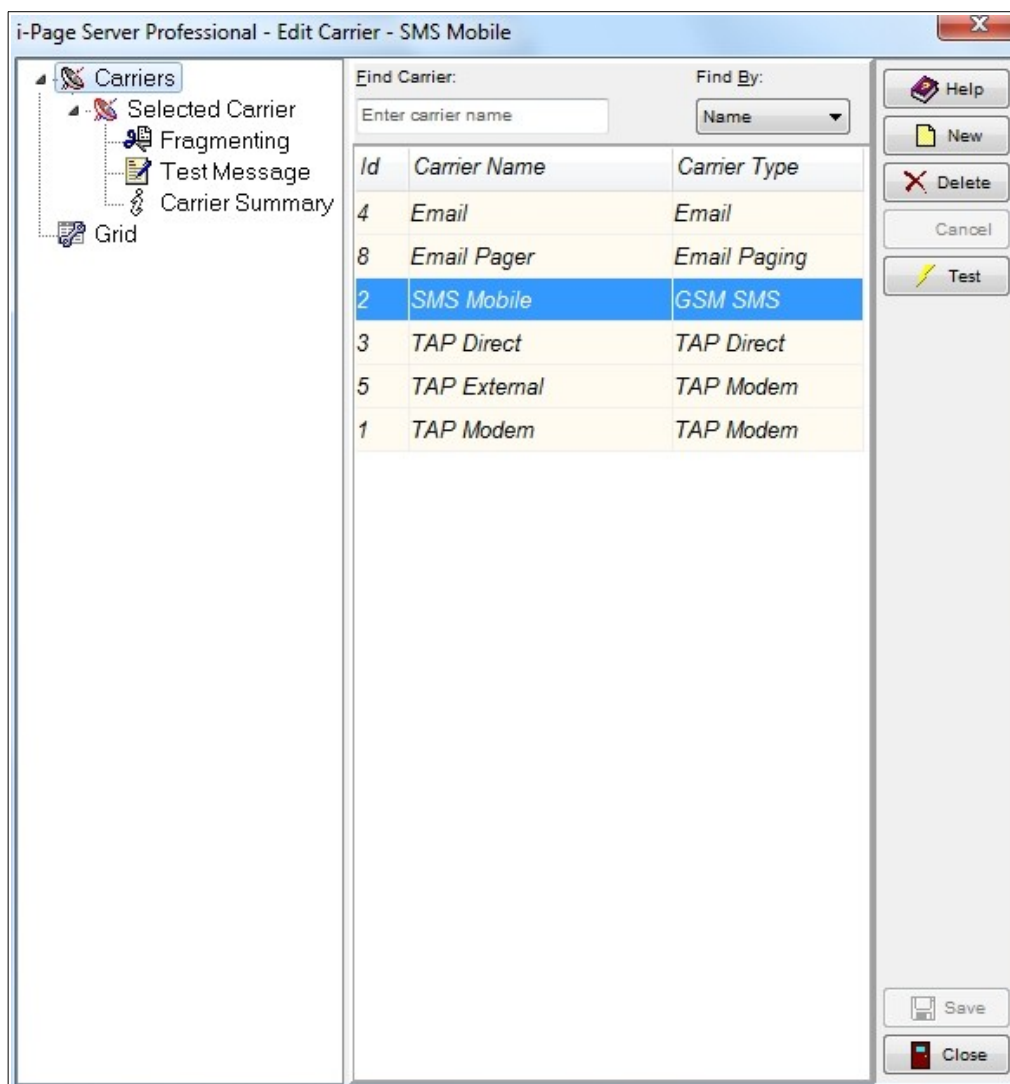 i-Page Server Professional - Edit Carrier - SMS Mobile
Carriers
Selected Carrier
Fragmenting
Test Message
Carrier Summary
Grid
Find Carrier: Find By:
Enter carrier name Name
Id Carrier Name Carrier Type
4 Email Email
8 Email Pager Email Paging
2 SMS Mobile GSM SMS
3 TAP Direct TAP Direct
5 TAP External TAP Modem
1 TAP Modem TAP Modem
Help
New
Delete
Cancel
Test
Save
Close